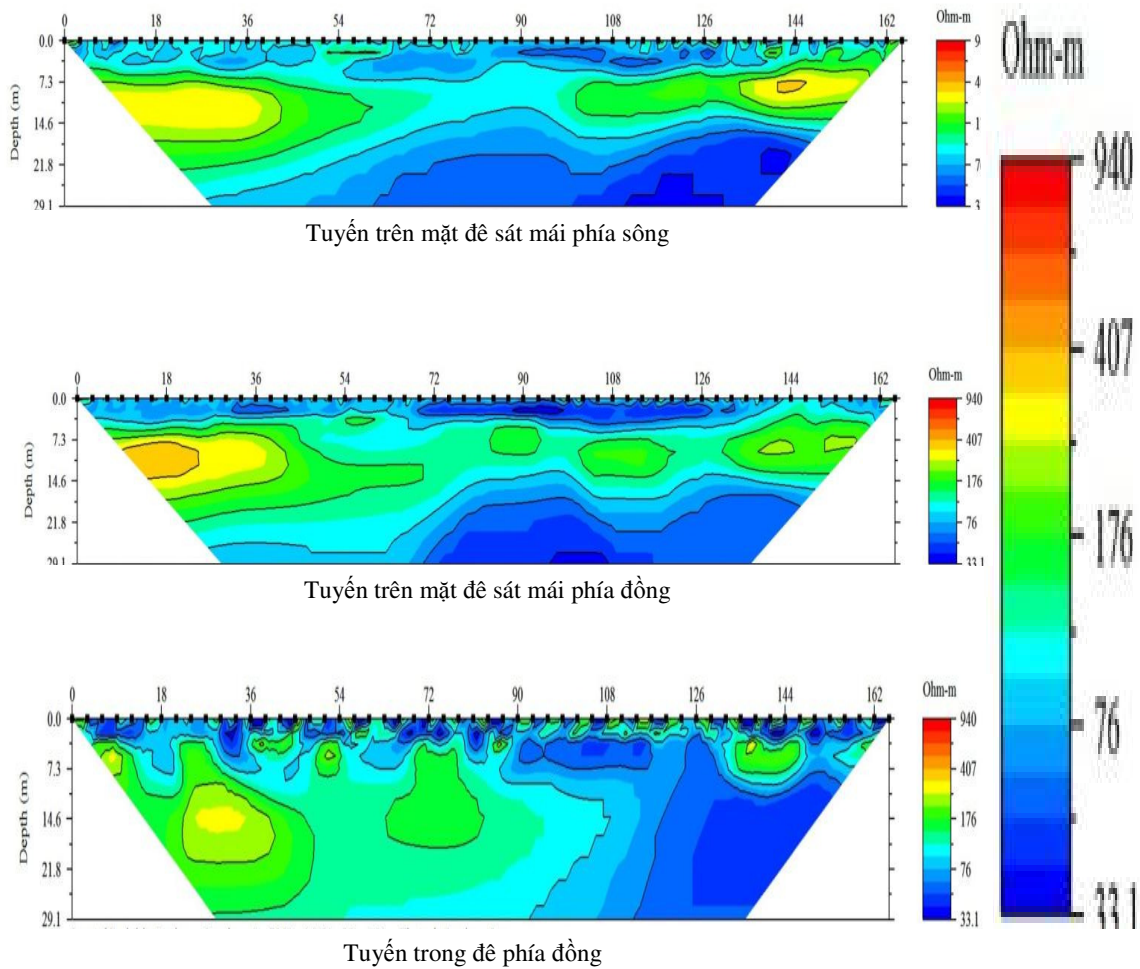 0 18 36 54 72 90 108 126 144 162
Ohm-m
0.0
7.3
14.6
21.8
29.1
Depth (m)
9
4
1
7
3
Tuyến trên mặt đê sát mái phía sông
0 18 36 54 72 90 108 126 144 162
Ohm-m
0.0
7.3
14.6
21.8
29.1
Depth (m)
940
407
176
76
33.1
Tuyến trên mặt đê sát mái phía đồng
0 18 36 54 72 90 108 126 144 162
Ohm-m
0.0
7.3
14.6
21.8
29.1
Depth (m)
940
407
176
76
33.1
Tuyến trong đê phía đồng
Ohm-m
940
407
176
76
33.1